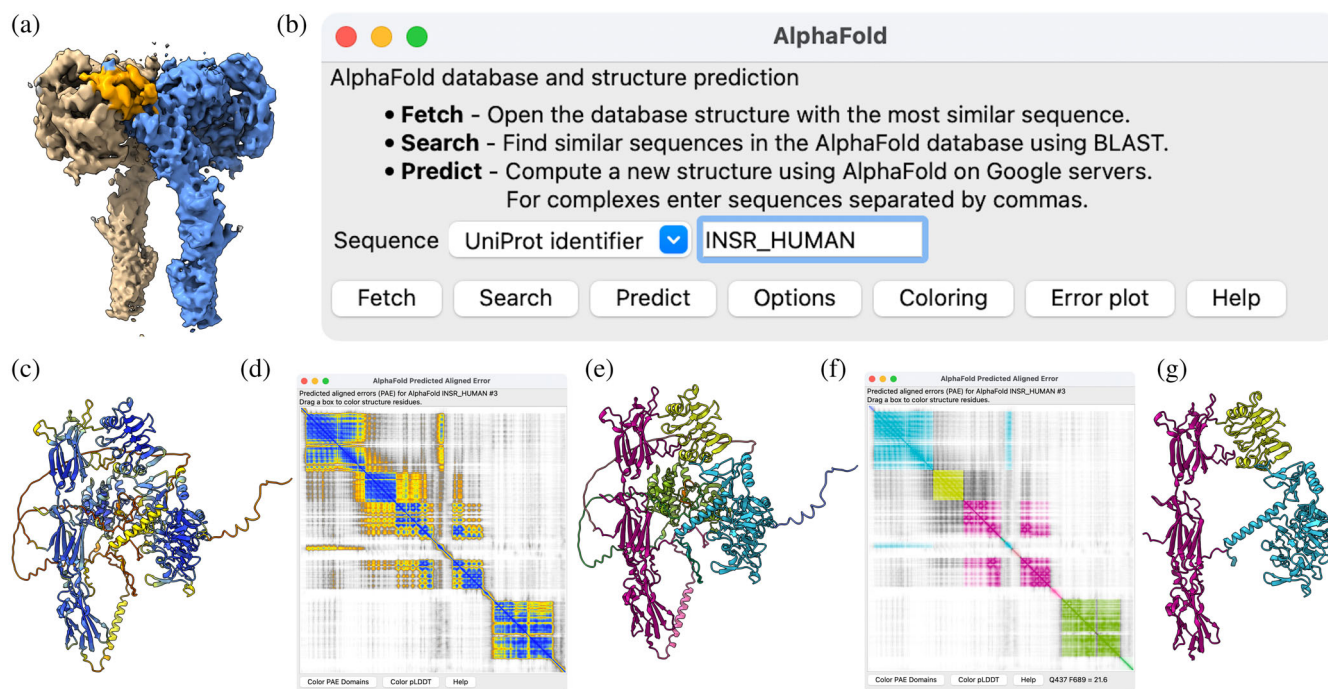 (a)
(b)
AlphaFold
AlphaFold database and structure prediction
• Fetch - Open the database structure with the most similar sequence.
• Search - Find similar sequences in the AlphaFold database using BLAST.
• Predict - Compute a new structure using AlphaFold on Google servers.
For complexes enter sequences separated by commas.
Sequence UniProt identifier INSR_HUMAN
Fetch Search Predict Options Coloring Error plot Help
(c)
(d)
AlphaFold Predicted Aligned Error
Predicted aligned errors (PAE) for AlphaFold INSR_HUMAN #3
Drag a box to color structure residues.
Color PAE Domains Color pLDDT Help
(e)
(f)
AlphaFold Predicted Aligned Error
Predicted aligned errors (PAE) for AlphaFold INSR_HUMAN #3
Drag a box to color structure residues.
Color PAE Domains Color pLDDT Help Q437 F689 = 21.6
(g)